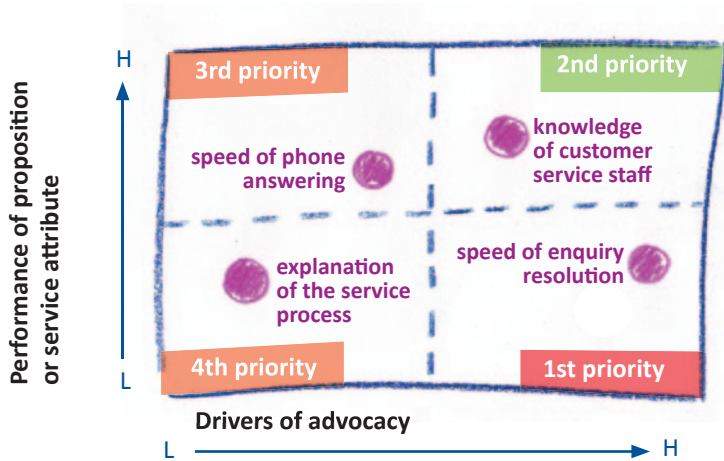 H
3rd priority
2nd priority
speed of phone
answering
knowledge
of customer
service staff
Performance of proposition
or service attribute
explanation
of the service
process
speed of enquiry
resolution
4th priority
1st priority
L
Drivers of advocacy
L
H